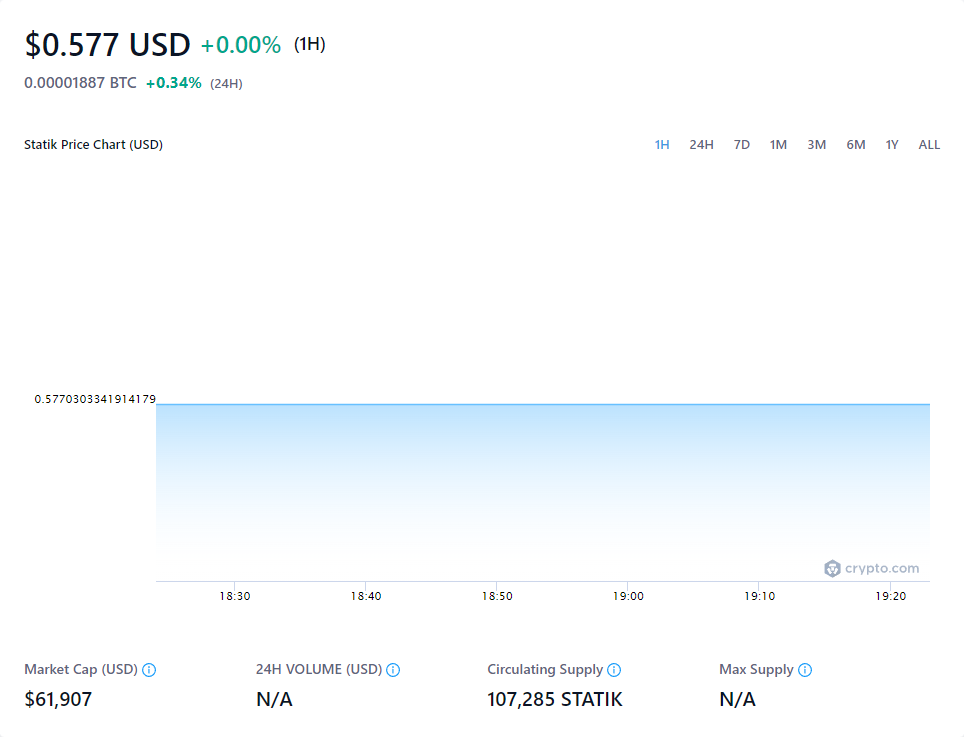 $0.577 USD +0.00% (1H)
0.00001887 BTC +0.34% (24H)
Statik Price Chart (USD) 1H 24H 7D 1M 3M 6M 1Y ALL
0.5770303341914179
crypto.com
18:30 18:40 18:50 19:00 19:10 19:20
Market Cap (USD) 24H VOLUME (USD) Circulating Supply Max Supply
$61,907 N/A 107,285 STATIK N/A